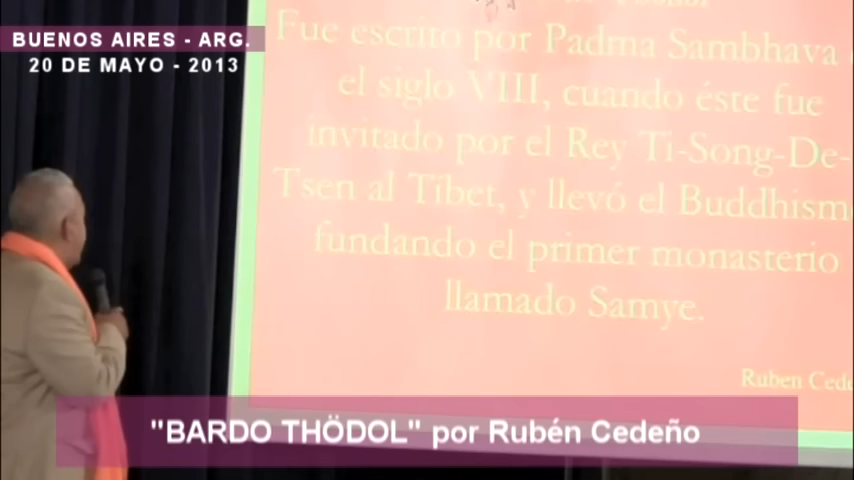 BUENOS AIRES - ARG.
20 DE MAYO - 2013
Fue escrito por Padma Sambhava
el siglo VIII, cuando éste fue
invitado por el Rey Ti-Song-De-
Tsen al Tíbet, y llevó el Buddhism
fundando el primer monasterio
llamado Samye.
Ruben Cede
"BARDO THÖDOL" por Rubén Cedeño